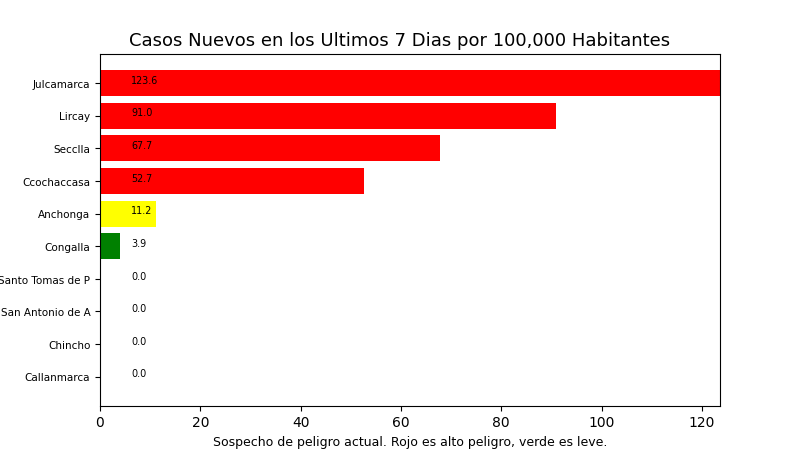 Casos Nuevos en los Ultimos 7 Dias por 100,000 Habitantes
Julcamarca 123.6
Lircay 91.0
Secclla 67.7
Ccochaccasa 52.7
Anchonga 11.2
Congalla 3.9
Santo Tomas de P 0.0
San Antonio de A 0.0
Chincho 0.0
Callanmarca 0.0
0 20 40 60 80 100 120
Sospecho de peligro actual. Rojo es alto peligro, verde es leve.